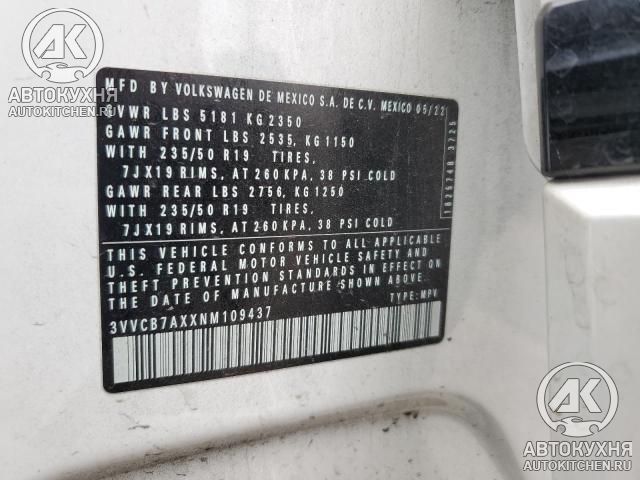 MFD BY VOLKSWAGEN DE MEXICO S.A. DE C.V. MEXICO 05/22
GVWR LBS 5181 KG 2350
GAWR FRONT LBS 2535, KG 1150
WITH 235/50 R19 TIRES,
7JX19 RIMS, AT 260 KPA, 38 PSI COLD
GAWR REAR LBS 2756, KG 1250
WITH 235/50 R19 TIRES,
7JX19 RIMS, AT 260 KPA, 38 PSI COLD
THIS VEHICLE CONFORMS TO ALL APPLICABLE
U.S. FEDERAL MOTOR VEHICLE SAFETY AND
THEFT PREVENTION STANDARDS IN EFFECT ON
THE DATE OF MANUFACTURE SHOWN ABOVE.
3VVCB7AXXNM109437 TYPE: MPV
1825740 3725
АК
АВТОКУХНЯ
AUTOKITCHEN.RU
АК
АВТОКУХНЯ
AUTOKITCHEN.RU